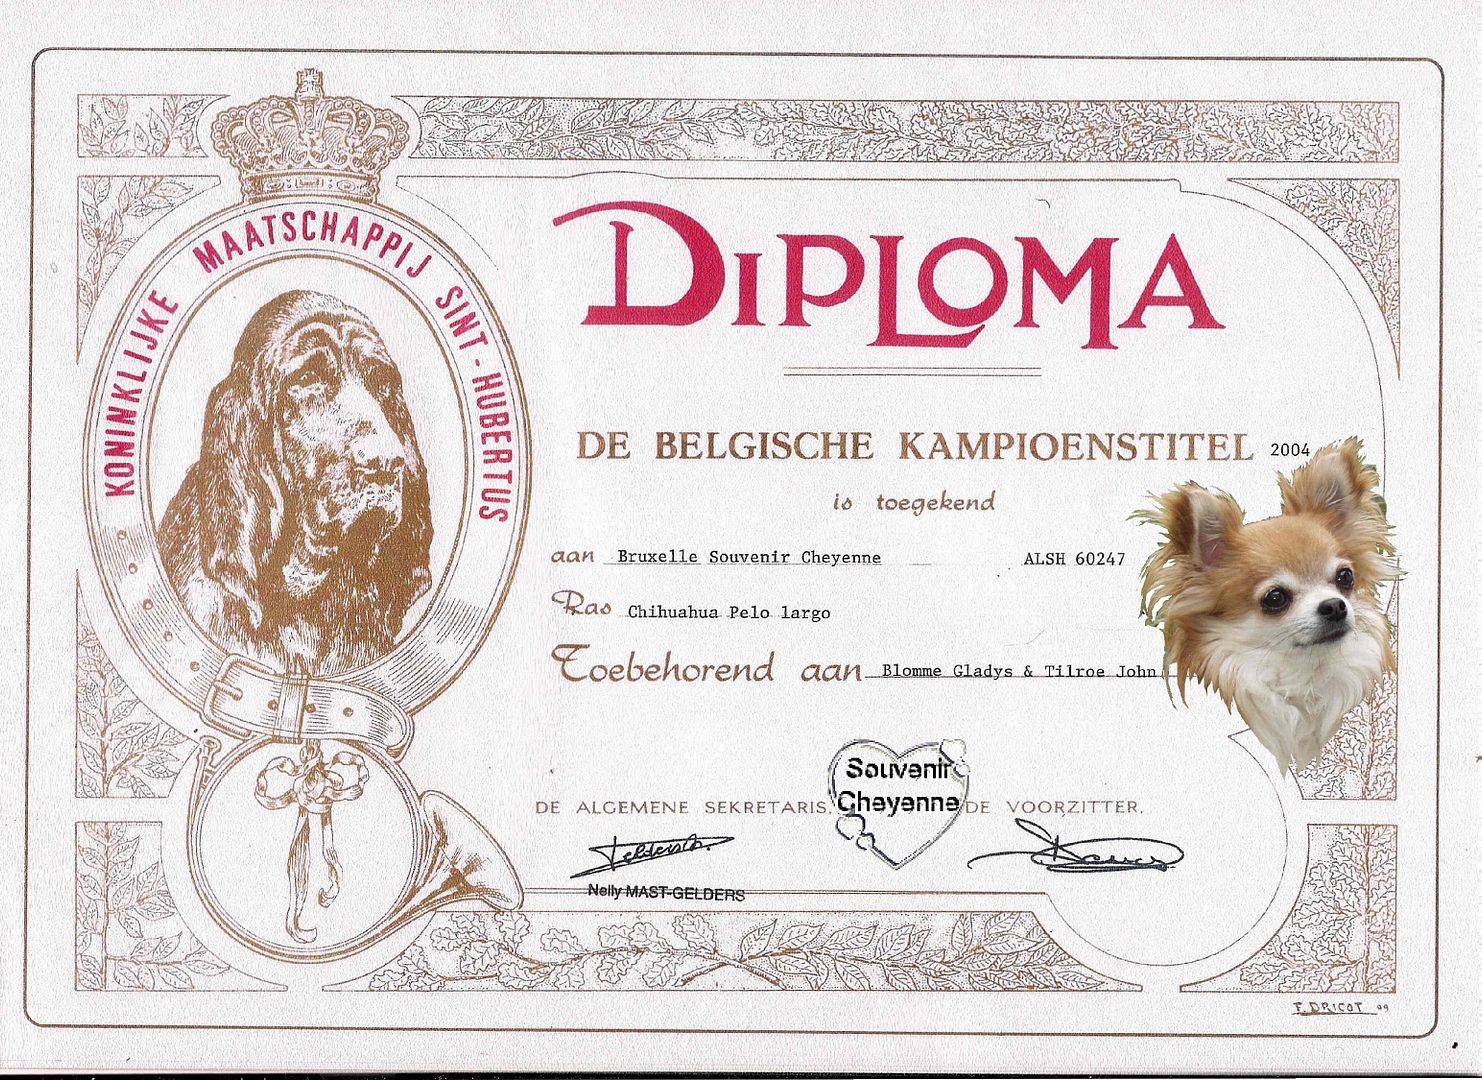 KONINKLIJKE MAATSCHAPPIJ SINT-HUBERTUS
DIPLOMA
DE BELGISCHE KAMPIOENSTITEL 2004
is toegekend
aan Bruxelle Souvenir Cheyenne ALSH 60247
Ras Chihuahua Pelo largo
Toebehorend aan Blomme Gladys & Tilroe John
Souvenir
Cheyenne
DE ALGEMENE SEKRETARIS, DE VOORZITTER.
Nelly MAST-GELDERS
F. DRICOT 99